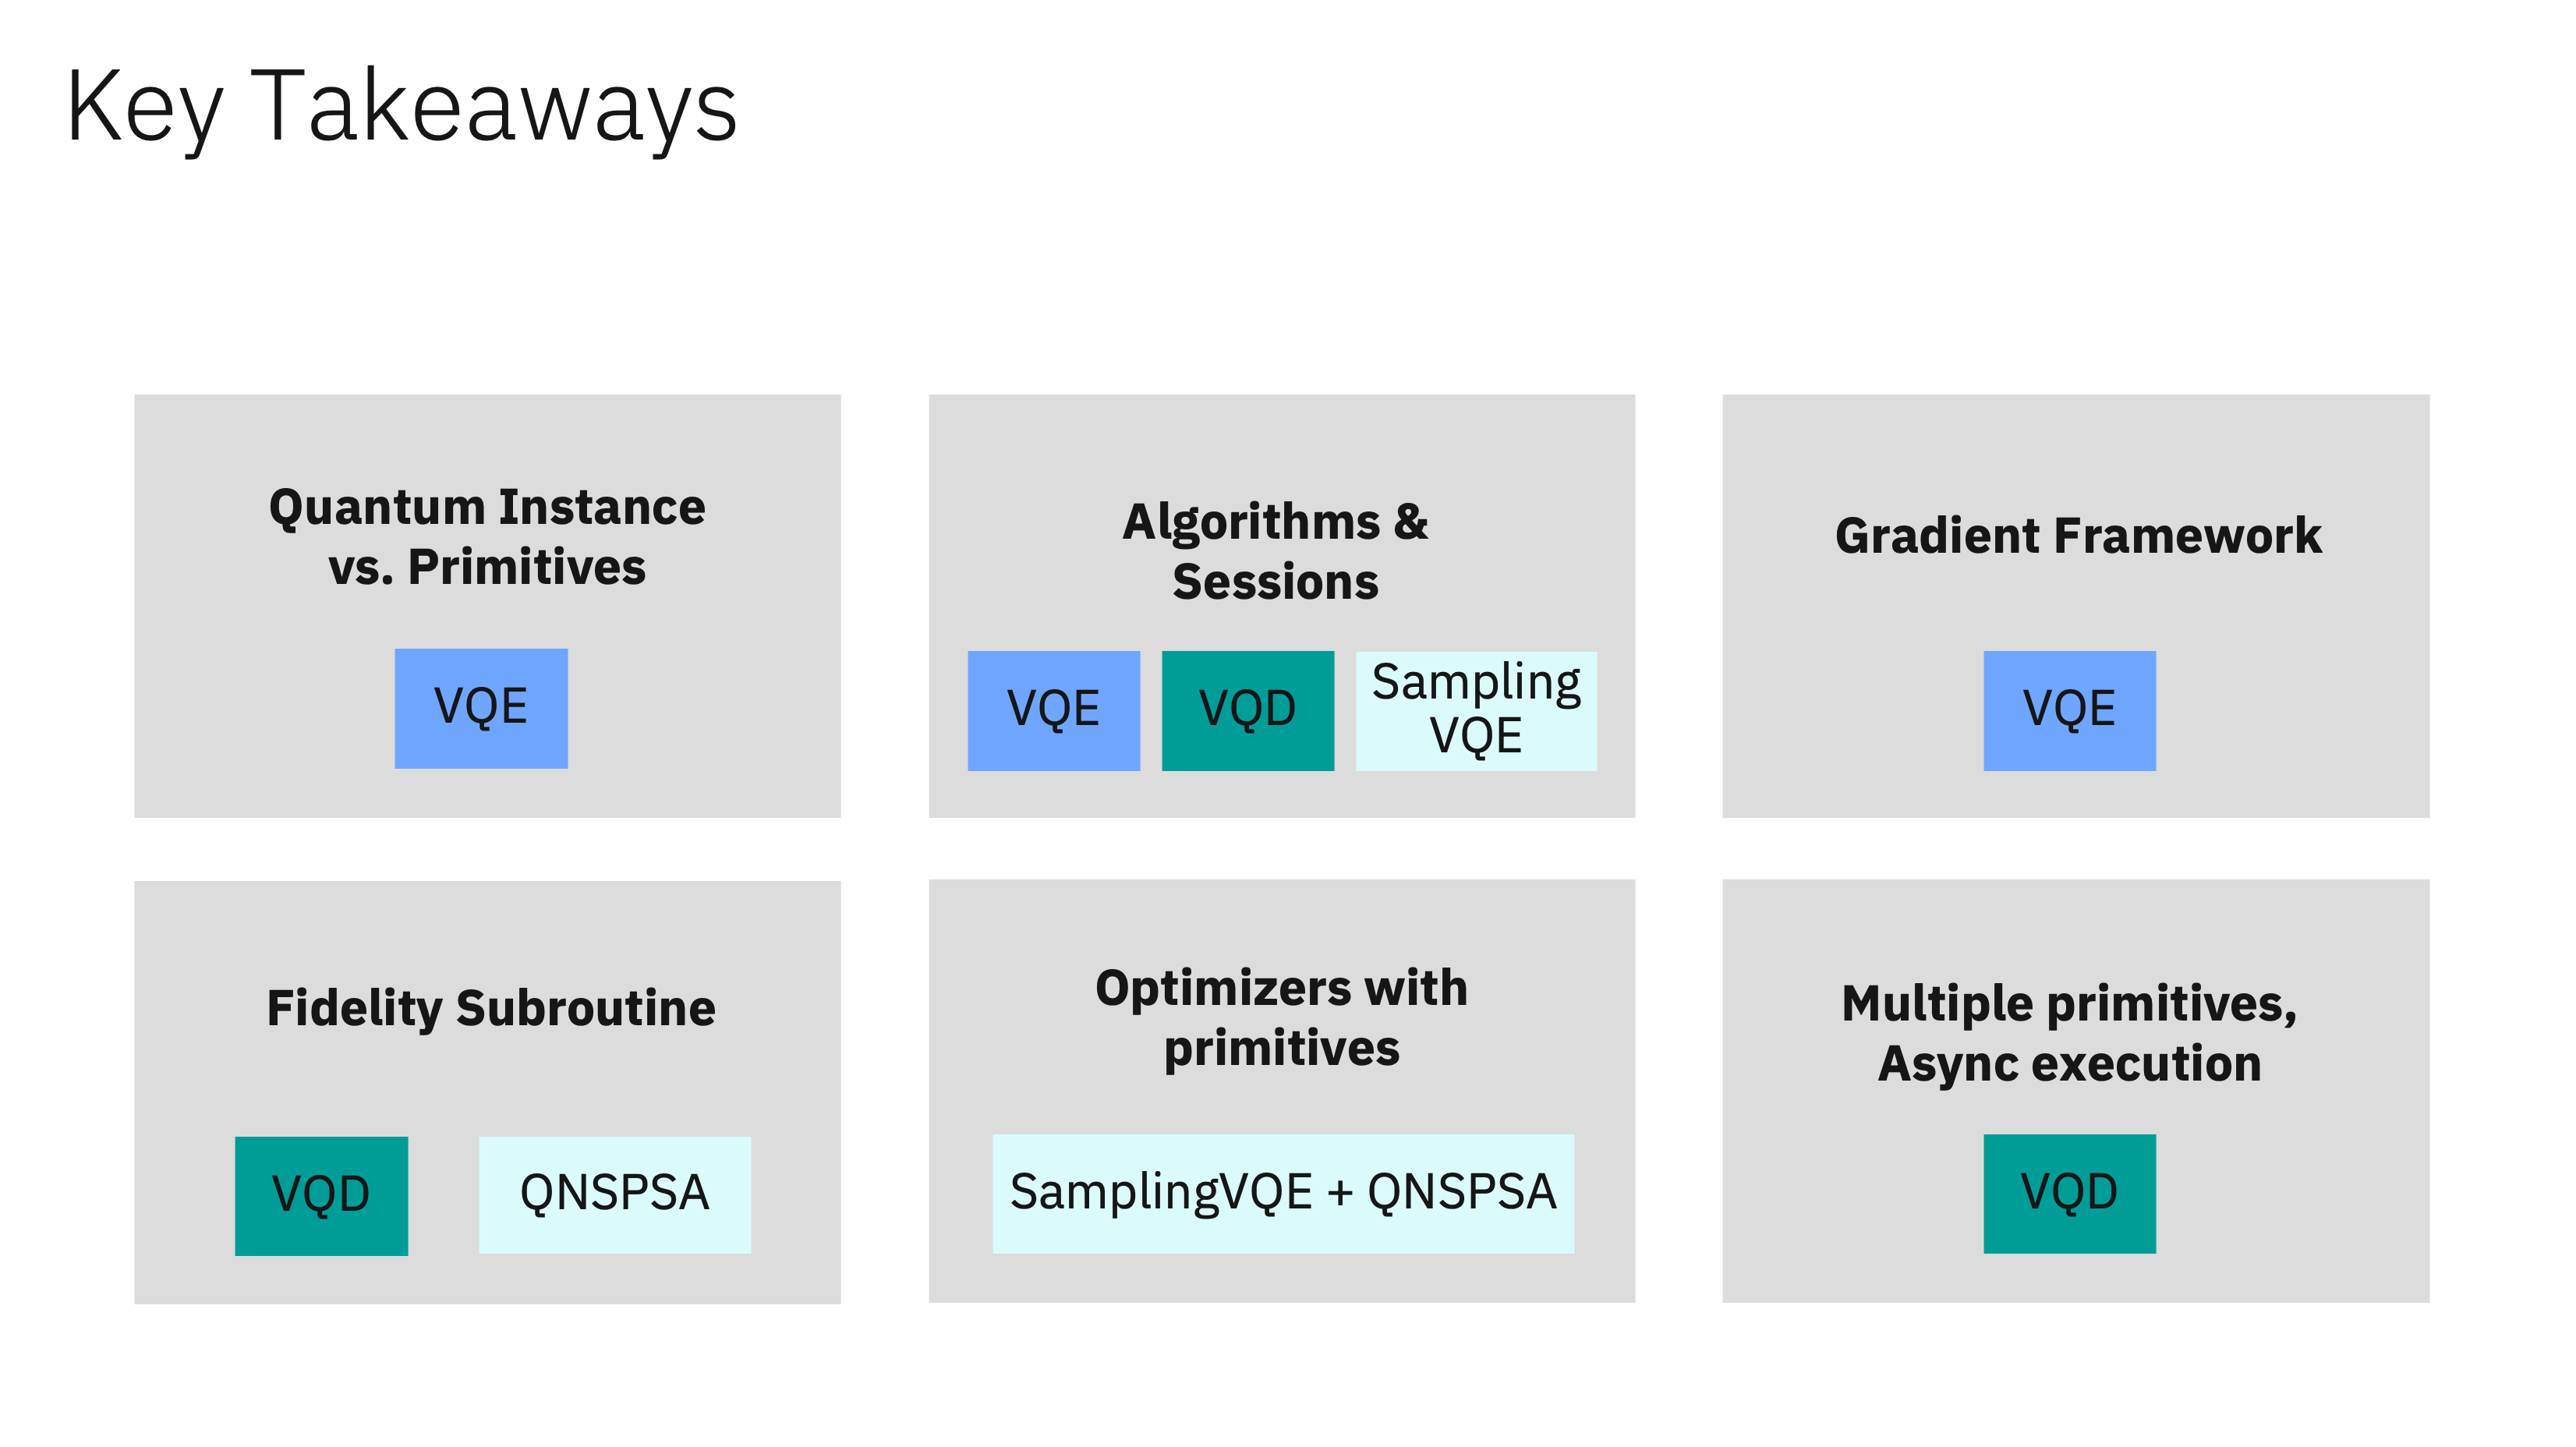 Key Takeaways
Quantum Instance
vs. Primitives
VQE
Algorithms &
Sessions
VQE
VQD
Sampling
VQE
Gradient Framework
VQE
Fidelity Subroutine
VQD
QNSPSA
Optimizers with
primitives
SamplingVQE + QNSPSA
Multiple primitives,
Async execution
VQD